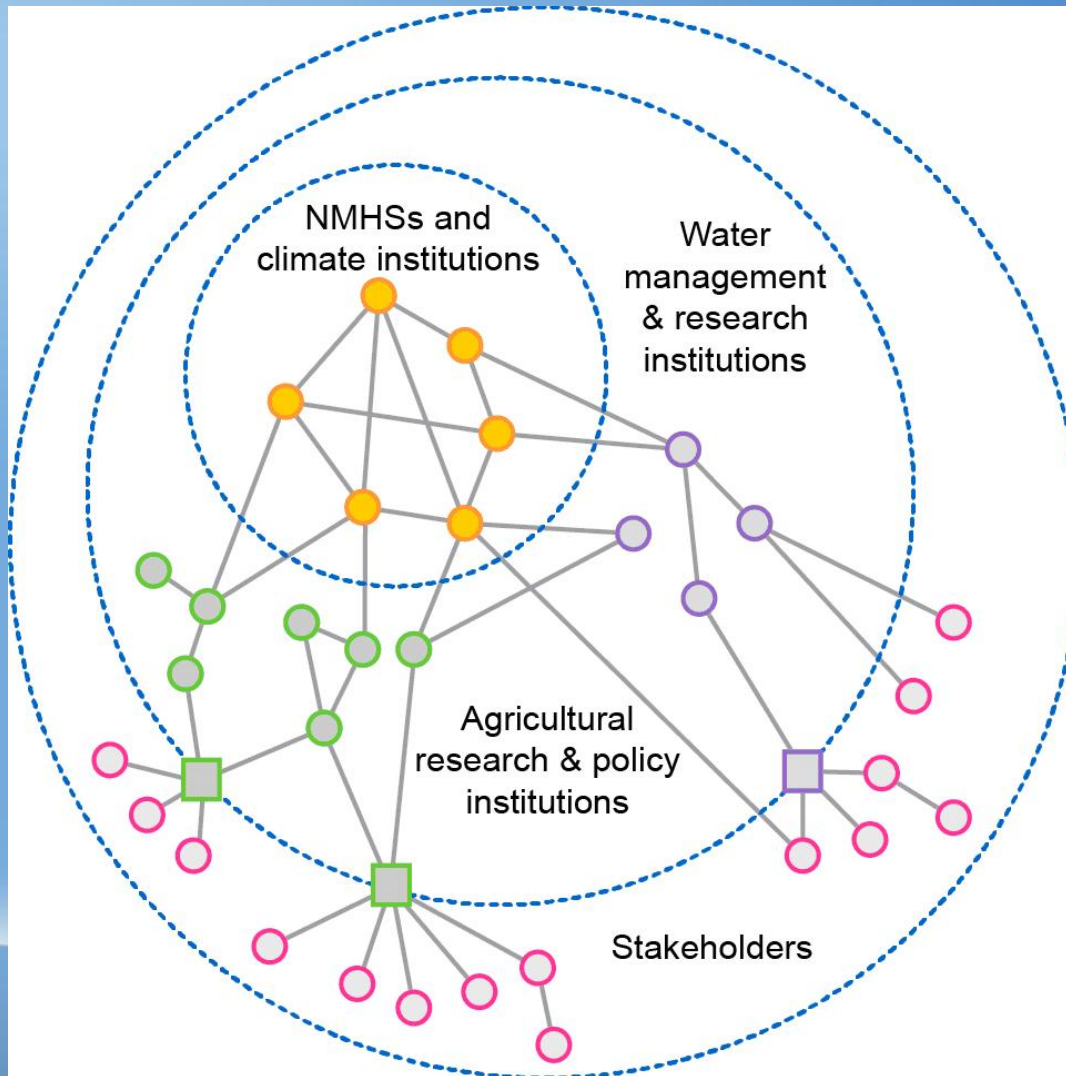 NMHSs and
climate institutions
Water
management
& research
institutions
Agricultural
research & policy
institutions
Stakeholders